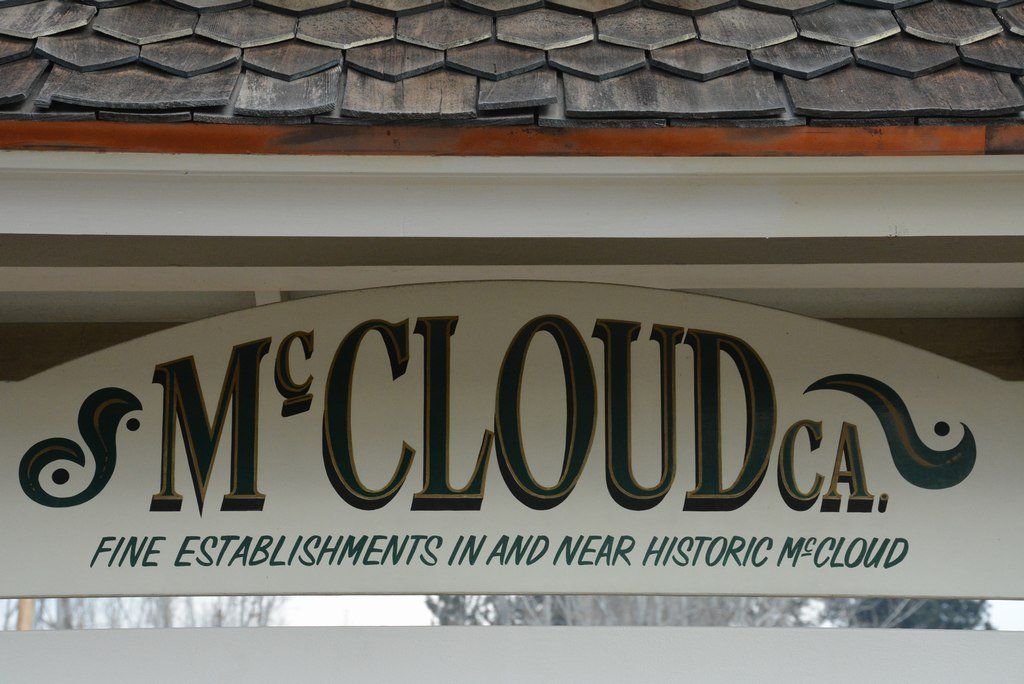 McCLOUD CA.
FINE ESTABLISHMENTS IN AND NEAR HISTORIC McCLOUD